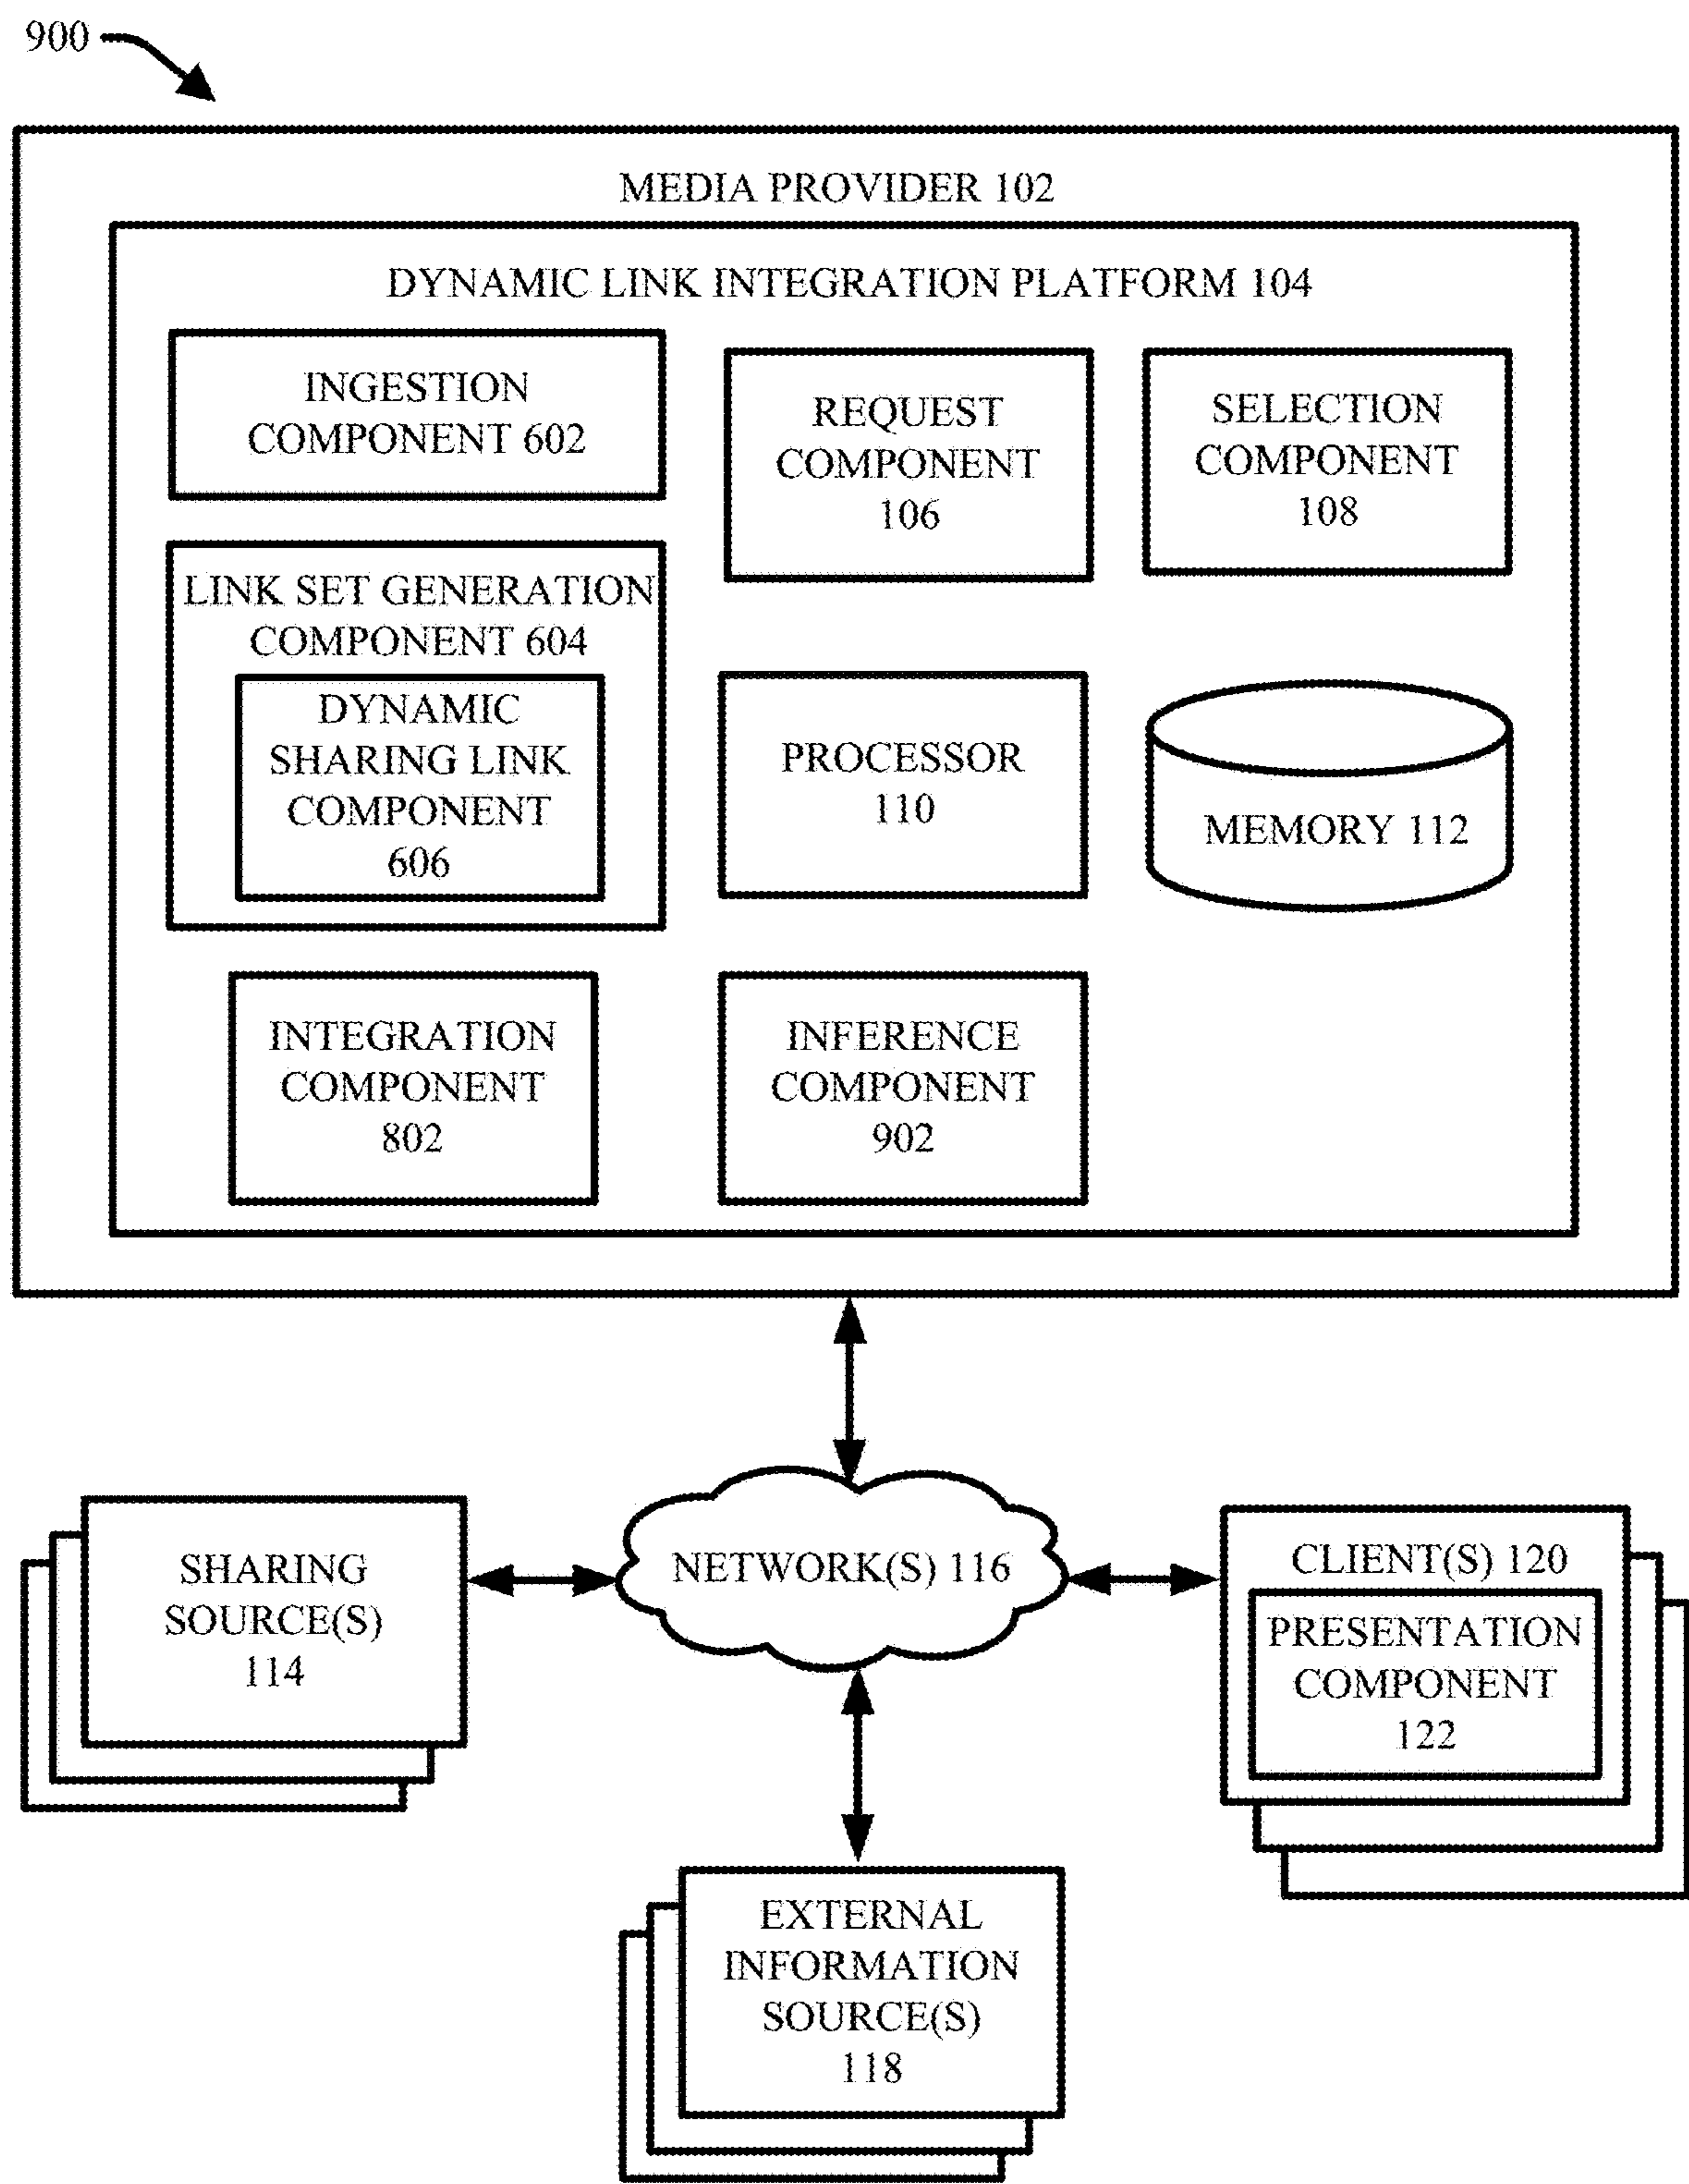 900
MEDIA PROVIDER 102
DYNAMIC LINK INTEGRATION PLATFORM 104
INGESTION
COMPONENT 602
REQUEST
COMPONENT
106
SELECTION
COMPONENT
108
LINK SET GENERATION
COMPONENT 604
DYNAMIC
SHARING LINK
COMPONENT
606
PROCESSOR
110
MEMORY 112
INTEGRATION
COMPONENT
802
INFERENCE
COMPONENT
902
SHARING
SOURCE(S)
114
NETWORK(S) 116
CLIENT(S) 120
PRESENTATION
COMPONENT
122
EXTERNAL
INFORMATION
SOURCE(S)
118